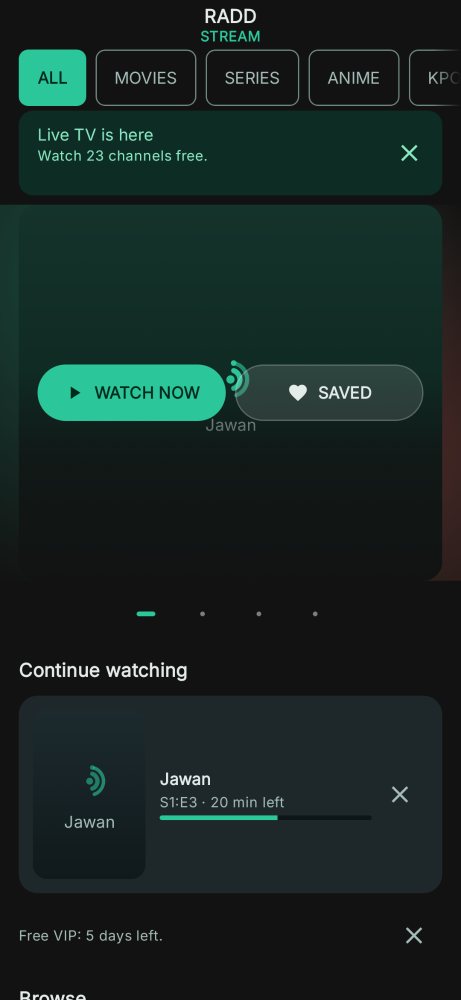 RADD
STREAM
ALL
MOVIES
SERIES
ANIME
Live TV is here
Watch 23 channels free.
WATCH NOW
SAVED
Jawan
Continue watching
Jawan
Jawan
S1:E3 · 20 min left
Free VIP: 5 days left.
Browse